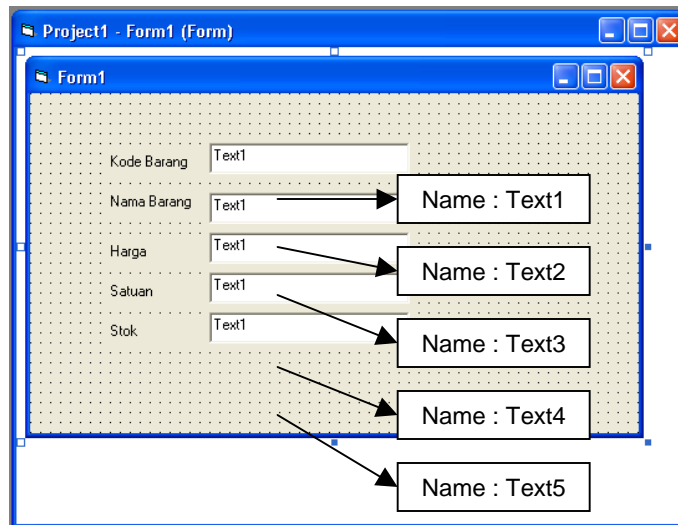 Project1 - Form1 (Form)
Form1
Kode Barang
Text1
Nama Barang
Text1
Name : Text1
Harga
Text1
Name : Text2
Satuan
Text1
Stok
Text1
Name : Text3
Name : Text4
Name : Text5